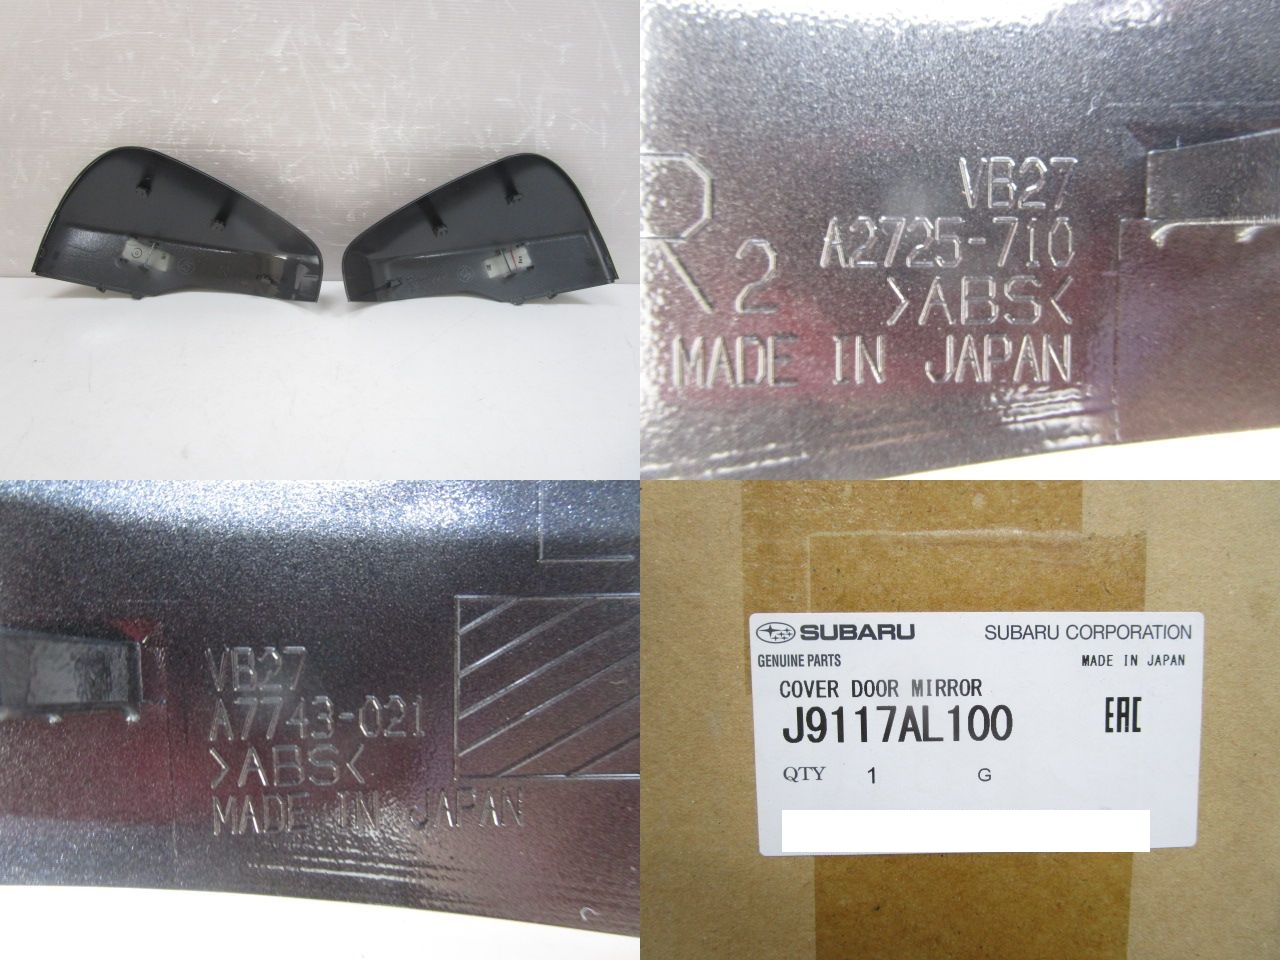 VB27
A2725-710
R2
>ABS<
MADE IN JAPAN
VB27
A7743-021
>ABS<
MADE IN JAPAN
SUBARU SUBARU CORPORATION
GENUINE PARTS MADE IN JAPAN
COVER DOOR MIRROR
J9117AL100 EAC
QTY 1 G